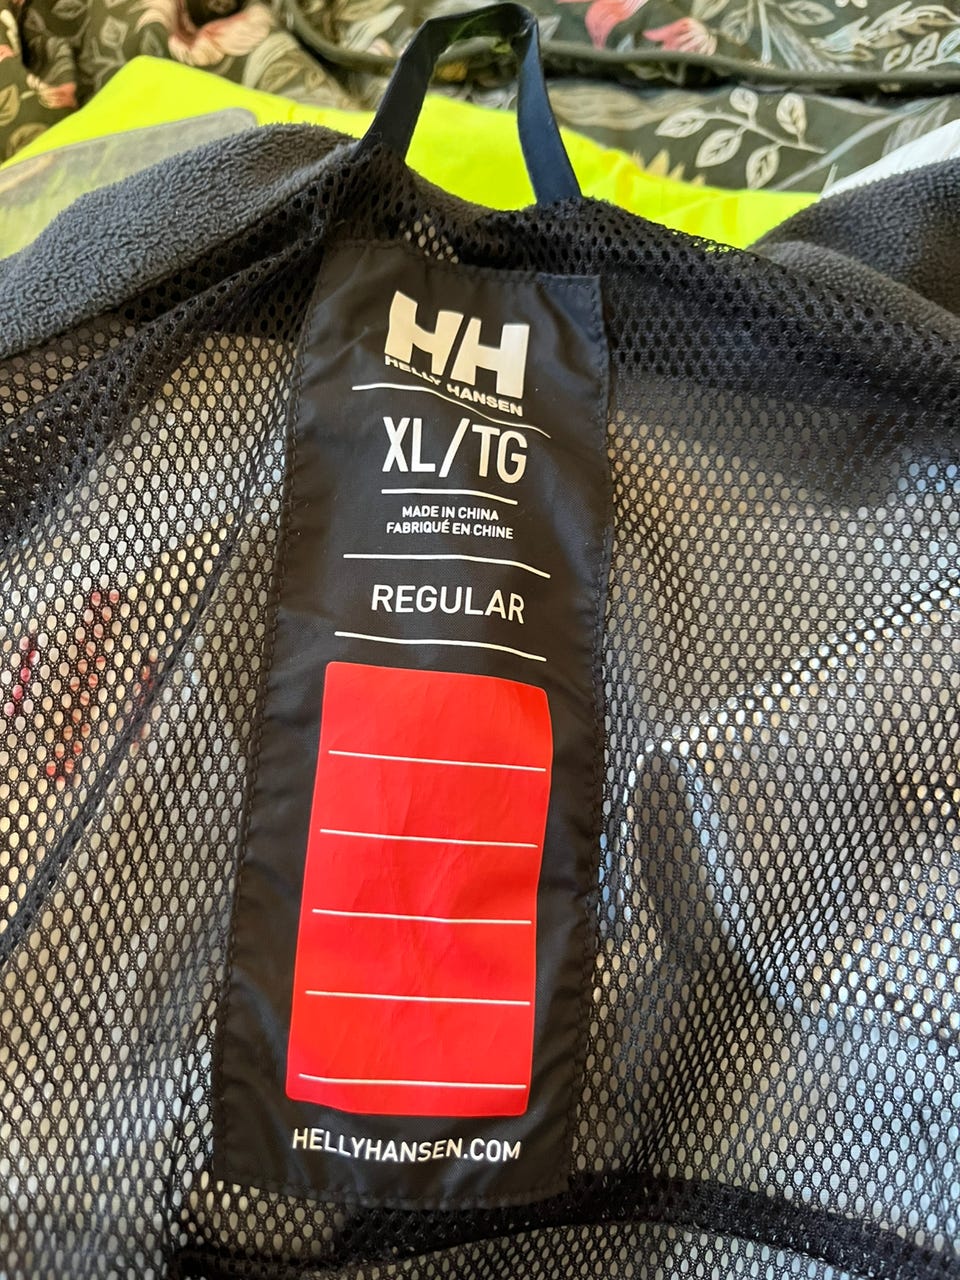 HH
HELLY HANSEN
XL/TG
MADE IN CHINA
FABRIQUÉ EN CHINE
REGULAR
HELLYHANSEN.COM